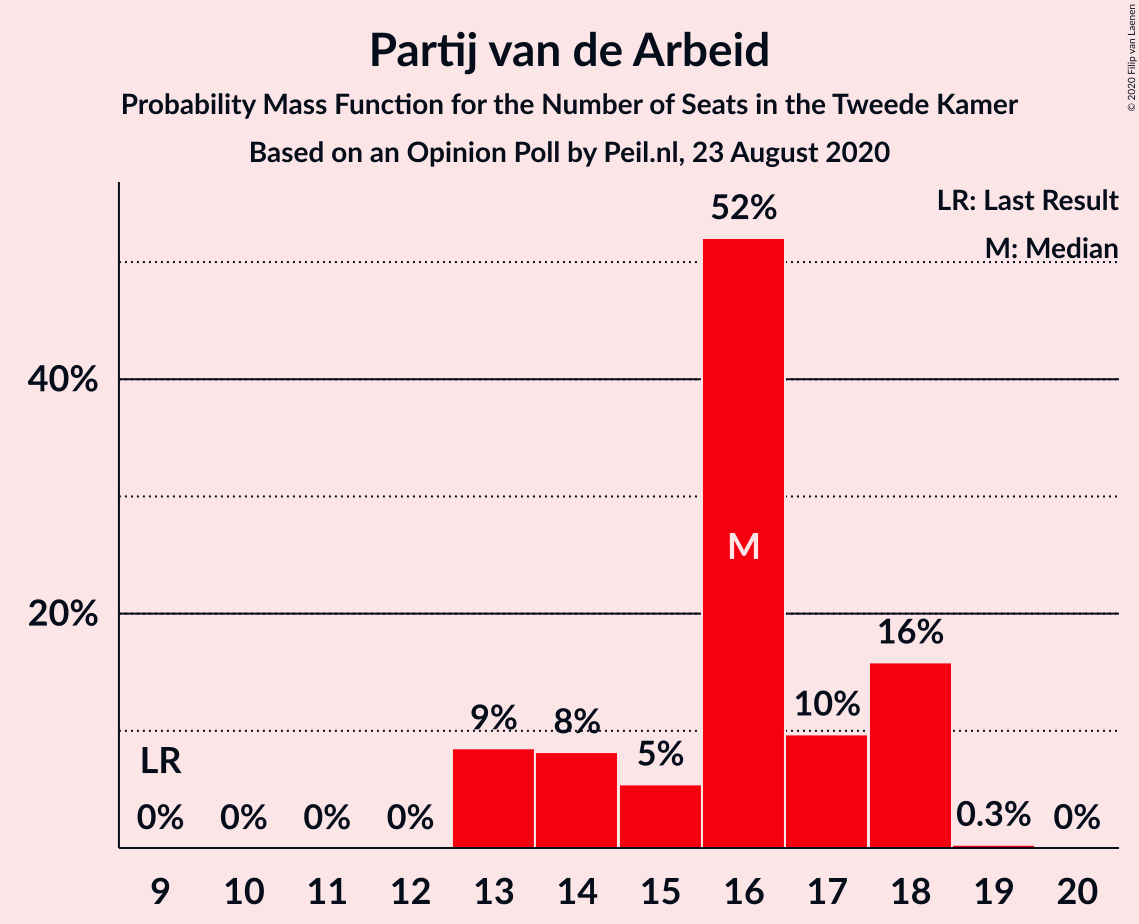 Partij van de Arbeid
Probability Mass Function for the Number of Seats in the Tweede Kamer
Based on an Opinion Poll by Peil.nl, 23 August 2020
© 2020 Filip van Laenen
LR: Last Result
M: Median
52%
40%
M
20%
16%
10%
9%
8%
5%
LR
0%
0%
0%
0%
0.3%
0%
9 10 11 12 13 14 15 16 17 18 19 20